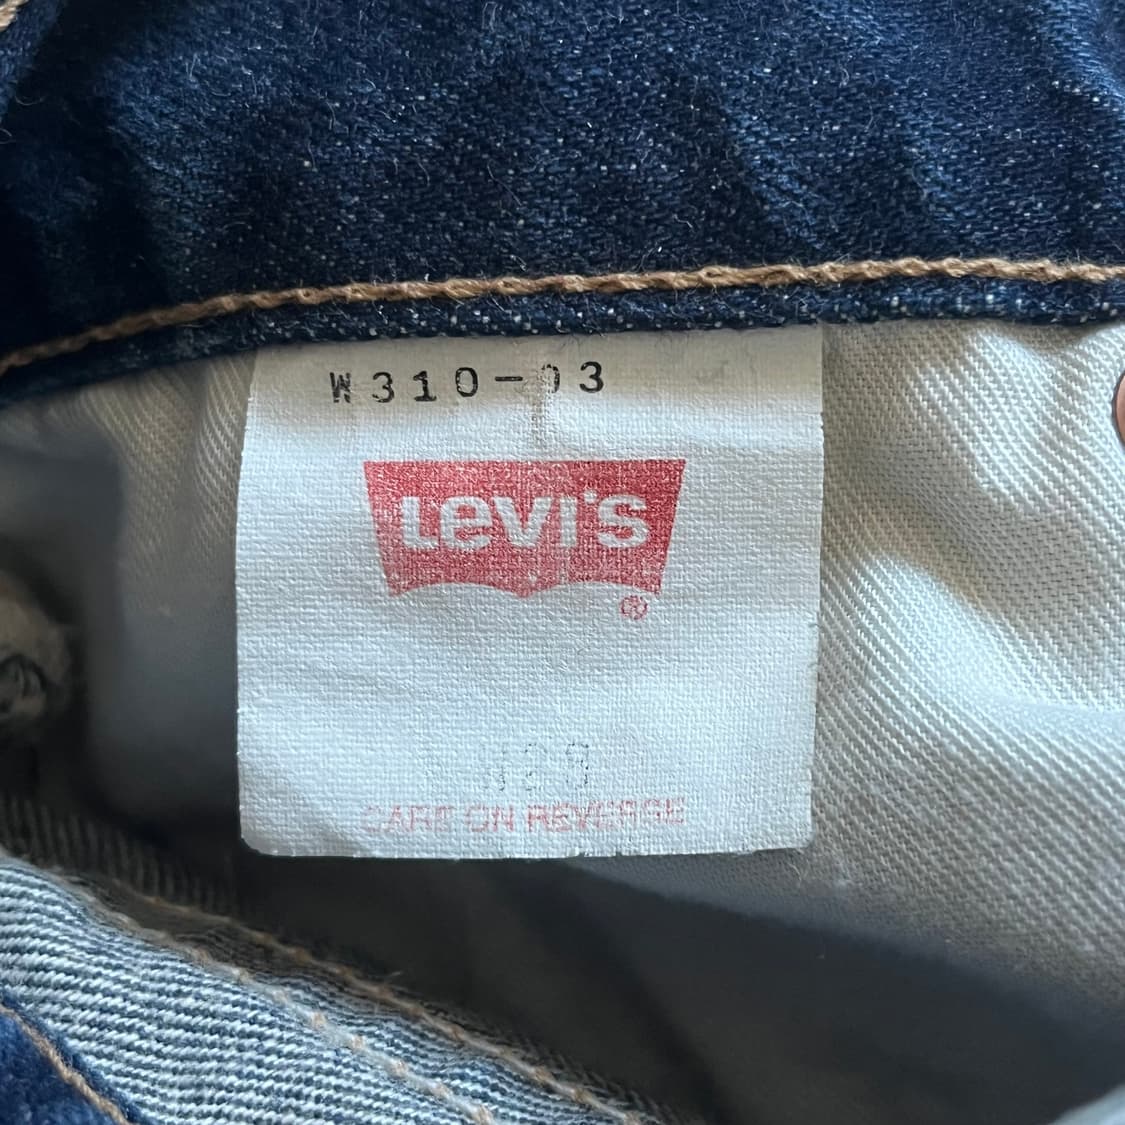 W310-03
LEVI'S
®
CARE ON REVERSE